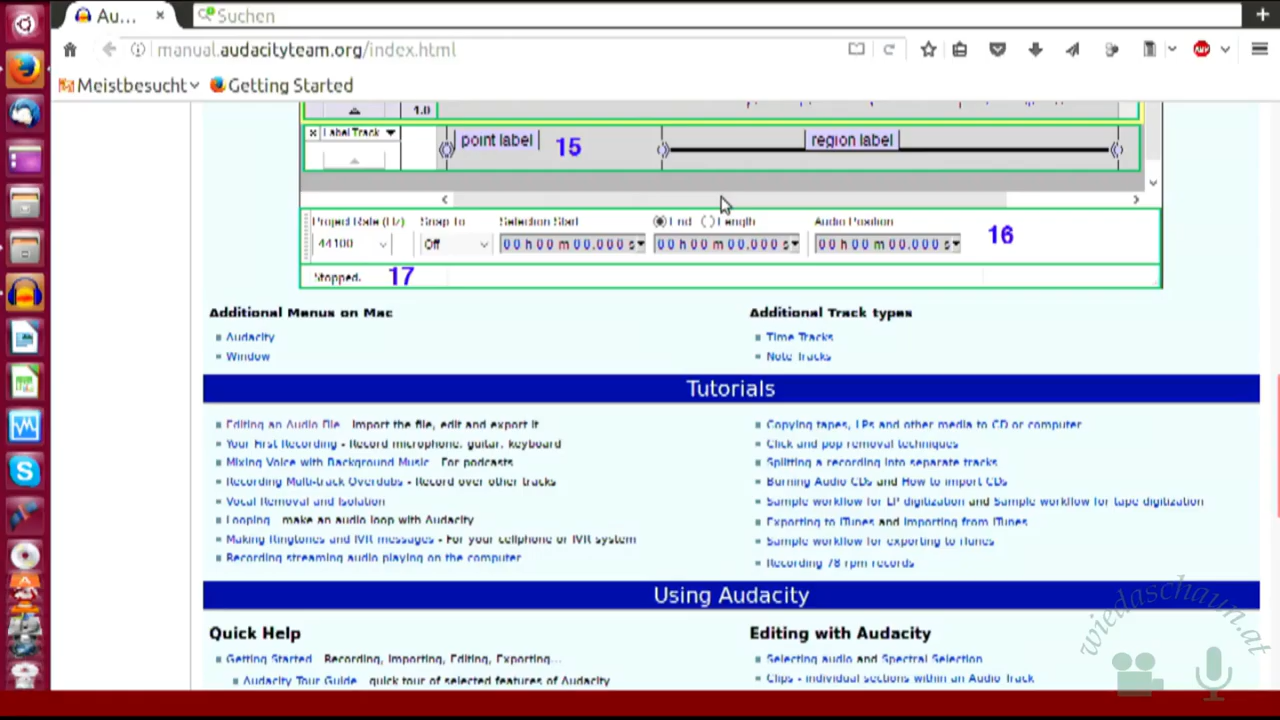 Au...
Suchen
manual.audacityteam.org/index.html
Meistbesucht
Getting Started
1.0
Label Track
point label
15
region label
Project Rate (Hz)
Snap To
Selection Start
End
Length
Audio Position
16
44100
Off
00 h 00 m 00.000 s
00 h 00 m 00.000 s
00 h 00 m 00.000 s
Stopped.
17
Additional Menus on Mac
Audacity
Window
Additional Track types
Time Tracks
Note Tracks
Tutorials
Editing an Audio File Import the file, edit and export it
Your First Recording - Record microphone, guitar, keyboard
Mixing Voice with Background Music For podcasts
Recording Multi-track Overdubs - Record over other tracks
Vocal Removal and Isolation
Looping make an audio loop with Audacity
Making Ringtones and IVR messages - For your cellphone or IVR system
Recording streaming audio playing on the computer
Copying tapes, LPs and other media to CD or computer
Click and pop removal techniques
Splitting a recording into separate tracks
Burning Audio CDs and How to import CDs
Sample workflow for LP digitization and Sample workflow for tape digitization
Exporting to iTunes and Importing from iTunes
Sample workflow for exporting to iTunes
Recording 78 rpm records
Using Audacity
Quick Help
Getting Started Recording, Importing, Editing, Exporting...
Audacity Tour Guide quick tour of selected features of Audacity
Editing with Audacity
Selecting audio and Spectral Selection
Clips - individual sections within an Audio Track
wiedaschaun.at